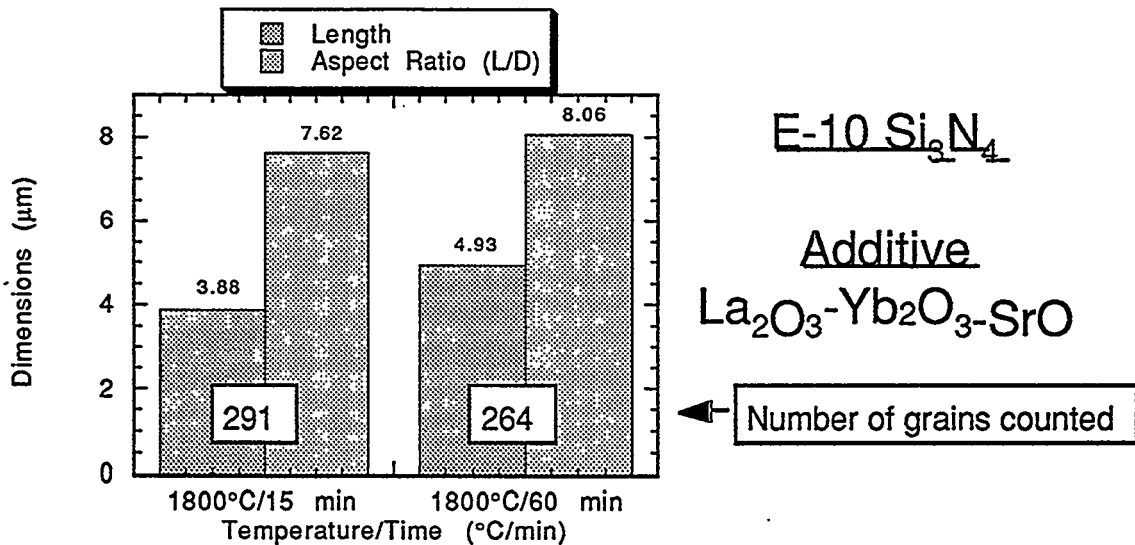 Length
Aspect Ratio (L/D)
Dimensions (μm)
8
6
4
2
0
3.88
7.62
4.93
8.06
291
264
1800°C/15 min
1800°C/60 min
Temperature/Time (°C/min)
E-10 Si₃N₄
Additive
La₂O₃-Yb₂O₃-SrO
Number of grains counted